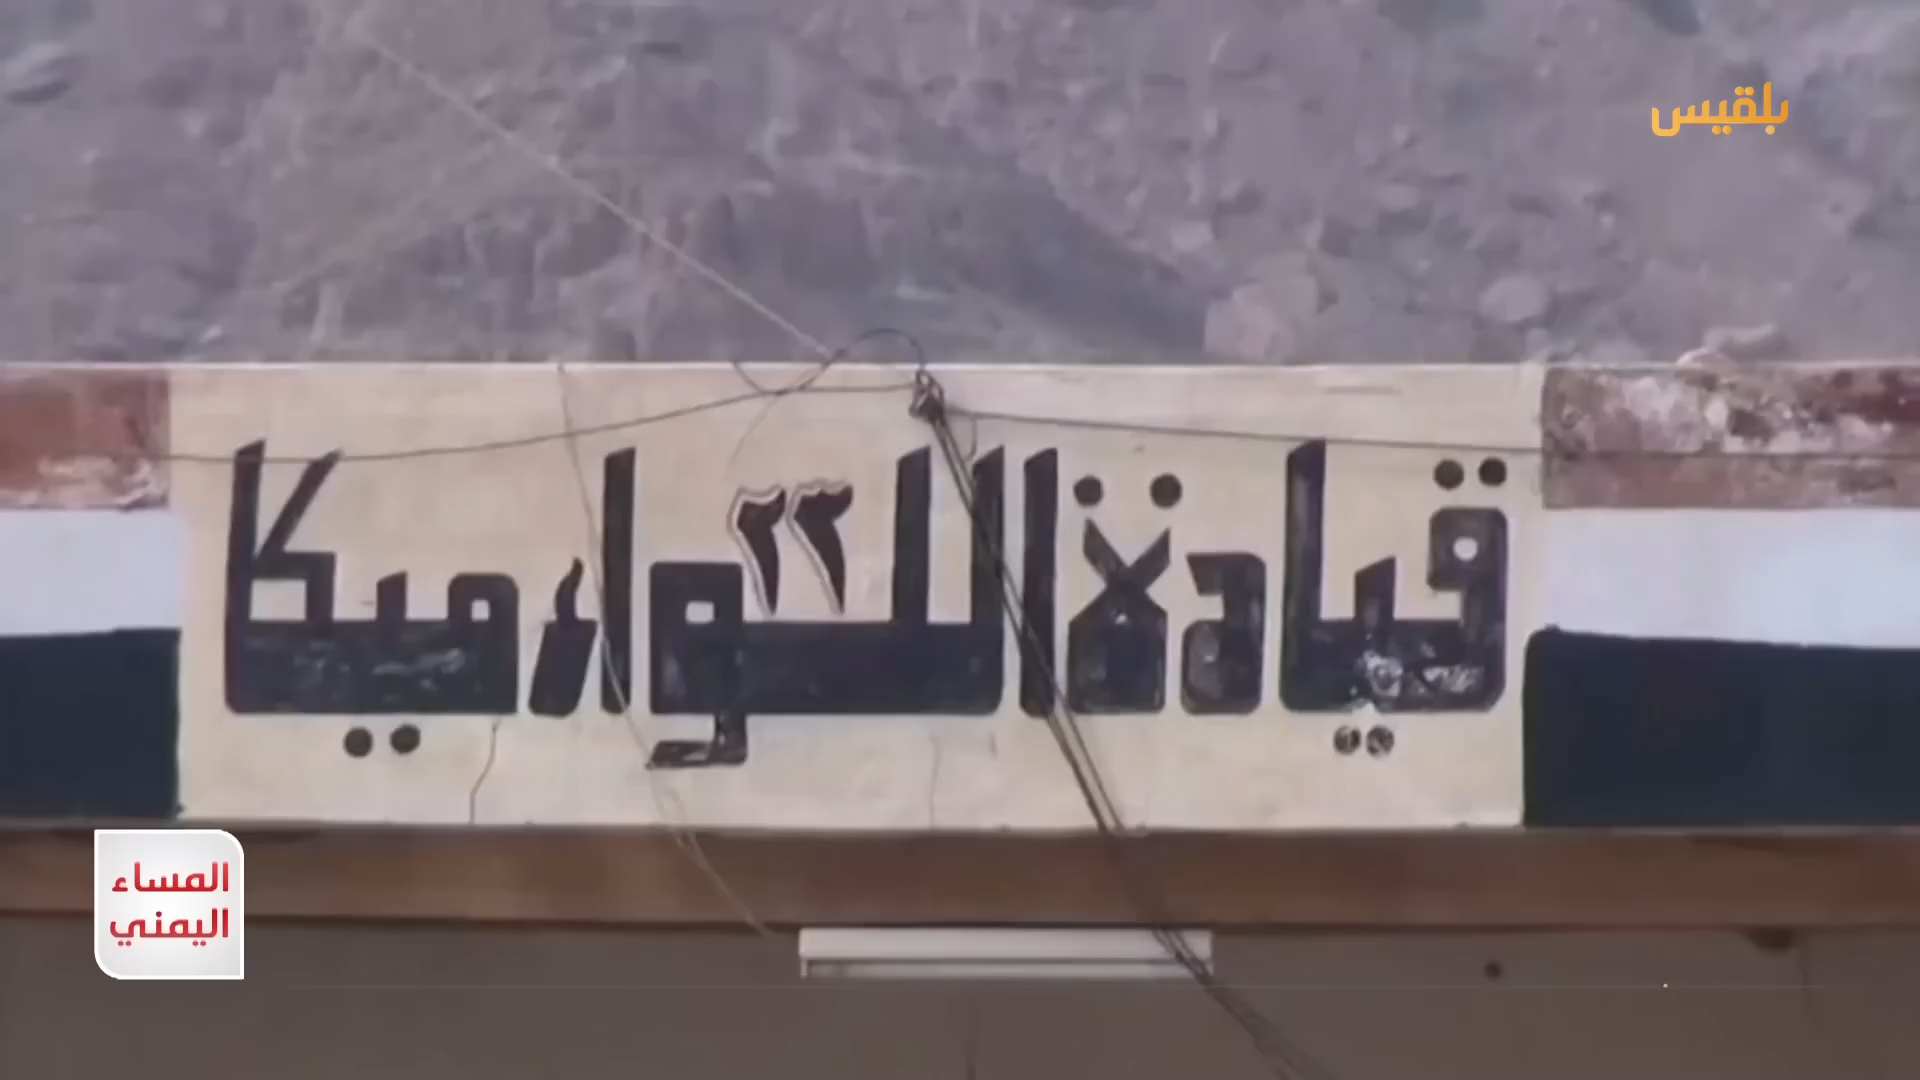 بلقيس
قيادة اللواء ٢٢ ميكا
المساء
اليمني